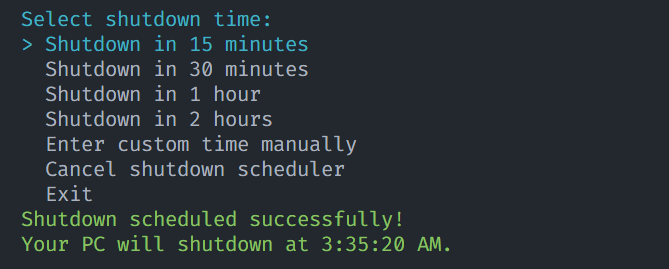 Select shutdown time:
> Shutdown in 15 minutes
Shutdown in 30 minutes
Shutdown in 1 hour
Shutdown in 2 hours
Enter custom time manually
Cancel shutdown scheduler
Exit
Shutdown scheduled successfully!
Your PC will shutdown at 3:35:20 AM.